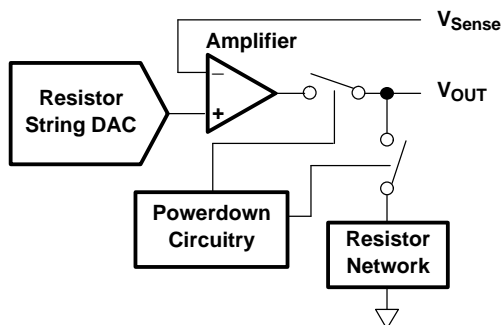 V_Sense
Amplifier
–
+
Resistor
String DAC
V_OUT
Powerdown
Circuitry
Resistor
Network